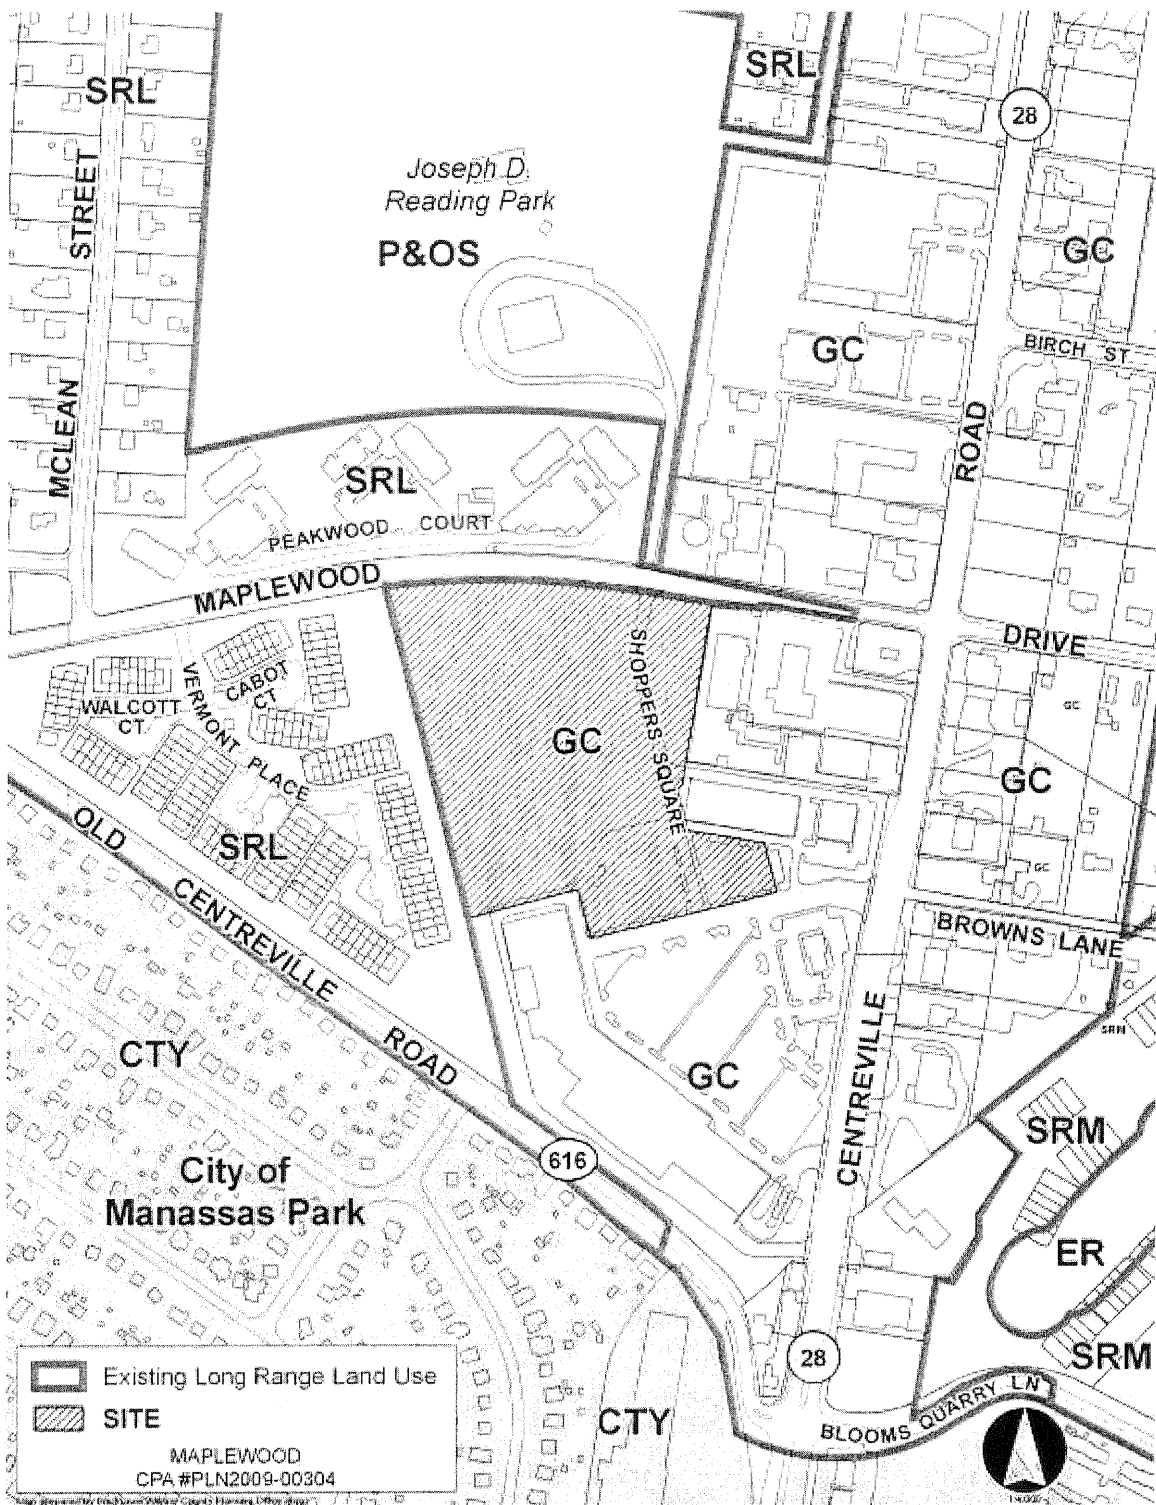 SRL
SRL
28
STREET
Joseph D.
Reading Park
P&OS
GC
GC
BIRCH ST
MCLEAN
ROAD
SRL
PEAKWOOD COURT
MAPLEWOOD
DRIVE
SHOPPERS SQUARE
CABOT
CT
WALCOTT
CT
VERMONT PLACE
GC
GC
GC
OLD CENTREVILLE ROAD
SRL
GC
BROWNS LANE
SRM
CTY
GC
CENTREVILLE
SRM
616
City of
Manassas Park
ER
28
SRM
Existing Long Range Land Use
SITE
CTY
BLOOMS QUARRY LN
MAPLEWOOD
CPA #PLN2009-00304